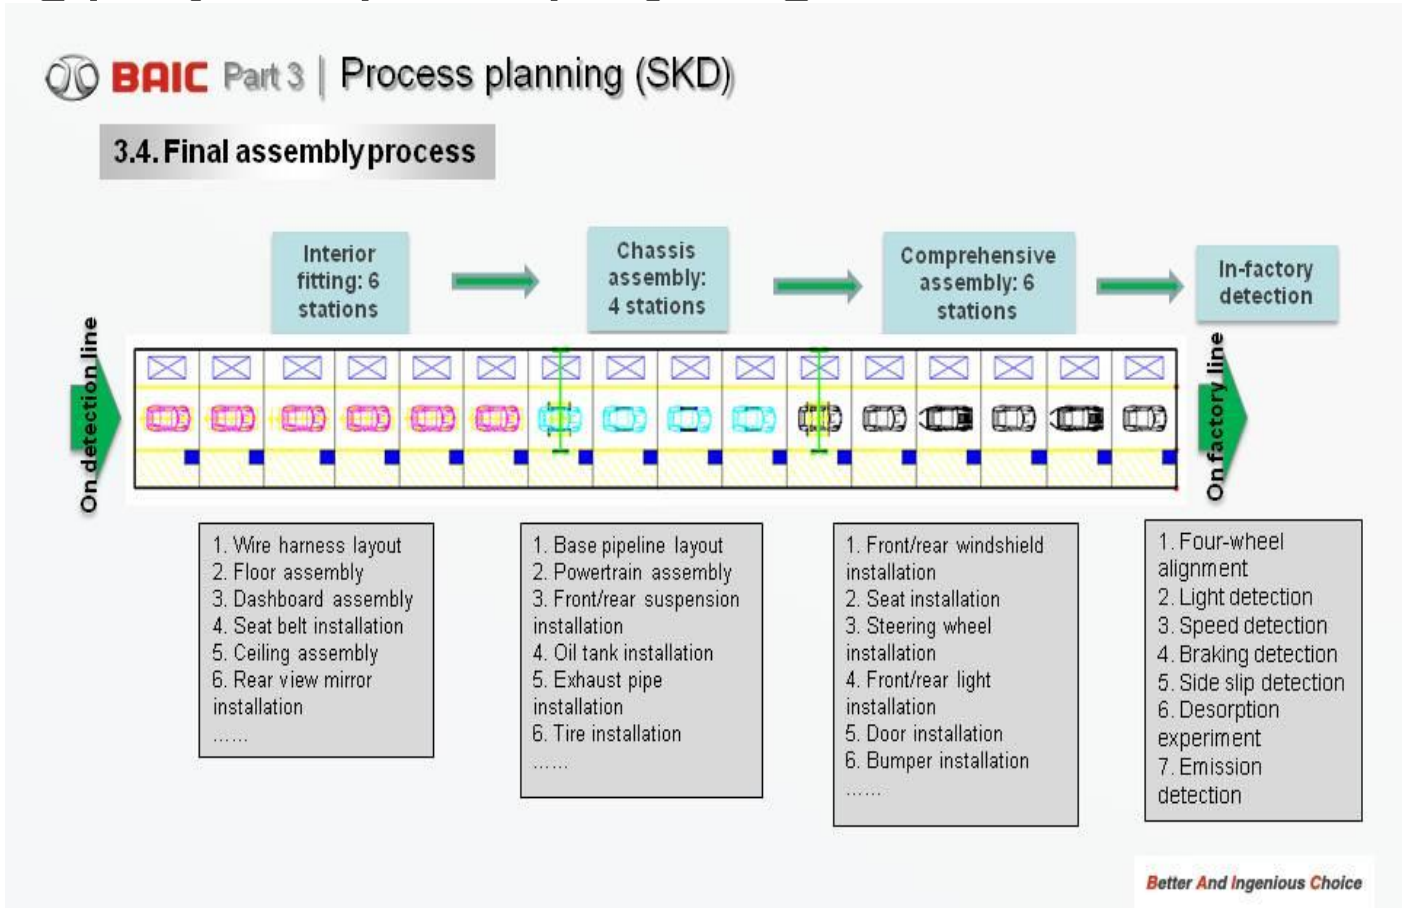 BAIC Part 3 | Process planning (SKD)
3.4. Final assembly process
Interior
fitting: 6
stations
Chassis
assembly:
4 stations
Comprehensive
assembly: 6
stations
In-factory
detection
On detection line
On factory line
1. Wire harness layout
2. Floor assembly
3. Dashboard assembly
4. Seat belt installation
5. Ceiling assembly
6. Rear view mirror
installation
......
1. Base pipeline layout
2. Powertrain assembly
3. Front/rear suspension
installation
4. Oil tank installation
5. Exhaust pipe
installation
6. Tire installation
......
1. Front/rear windshield
installation
2. Seat installation
3. Steering wheel
installation
4. Front/rear light
installation
5. Door installation
6. Bumper installation
......
1. Four-wheel
alignment
2. Light detection
3. Speed detection
4. Braking detection
5. Side slip detection
6. Desorption
experiment
7. Emission
detection
Better And Ingenious Choice